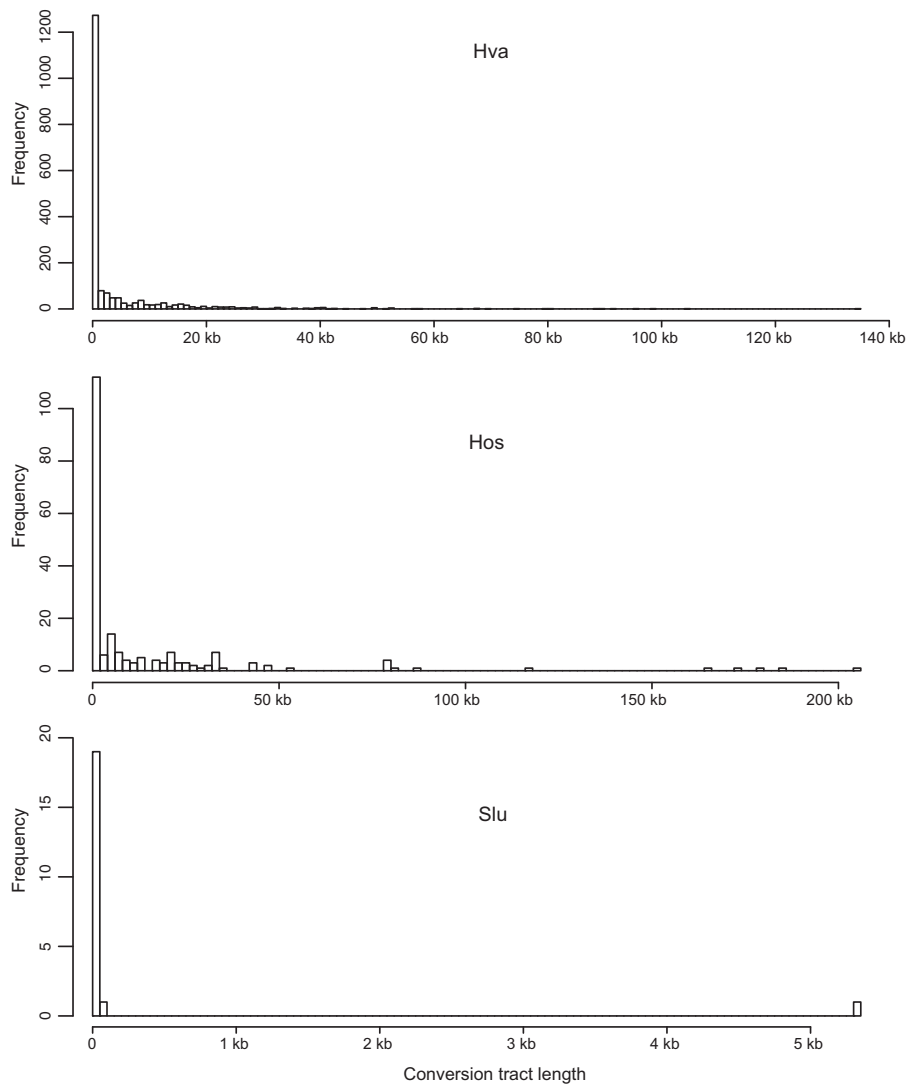 Hva
Frequency
1200
1000
800
600
400
200
0
0 20 kb 40 kb 60 kb 80 kb 100 kb 120 kb 140 kb
Hos
Frequency
100
80
60
40
20
0
0 50 kb 100 kb 150 kb 200 kb
Slu
Frequency
20
15
10
5
0
0 1 kb 2 kb 3 kb 4 kb 5 kb
Conversion tract length